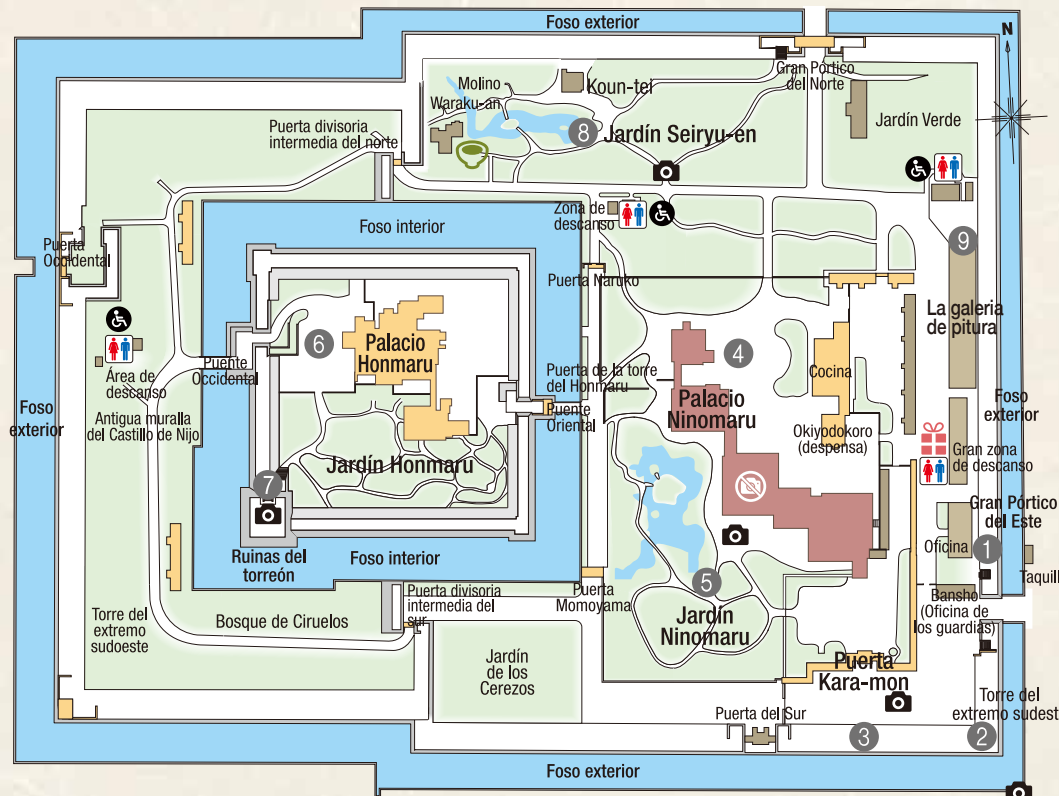 Foso exterior
N
Gran Pórtico
del Norte
Molino
Koun-tei
Waraku-an
Jardín Verde
Puerta divisoria
intermedia del norte
8
Jardín Seiryu-en
Zona de
descanso
Foso interior
9
Puerta
Occidental
Puerta Naruko
La galeria
de pitura
6
Palacio
Honmaru
4
Puente
Occidental
Puerta de la torre
del Honmaru
Cocina
Área de
descanso
Palacio
Ninomaru
Foso
exterior
Foso
exterior
Puente
Oriental
Antigua muralla
del Castillo de Nijo
Okiyodokoro
(despensa)
Gran zona
de descanso
Jardín Honmaru
7
Gran Pórtico
del Este
Oficina
1
Ruinas del
torreón
Foso interior
Taquill
5
Puerta divisoria
intermedia del
sur
Puerta
Momoyama
Bansho
(Oficina de
los guardias)
Torre del
extremo
sudoeste
Bosque de Ciruelos
Jardín
Ninomaru
Jardín
de los
Cerezos
Puerta
Kara-mon
Torre del
extremo sudest
Puerta del Sur
3
2
Foso exterior